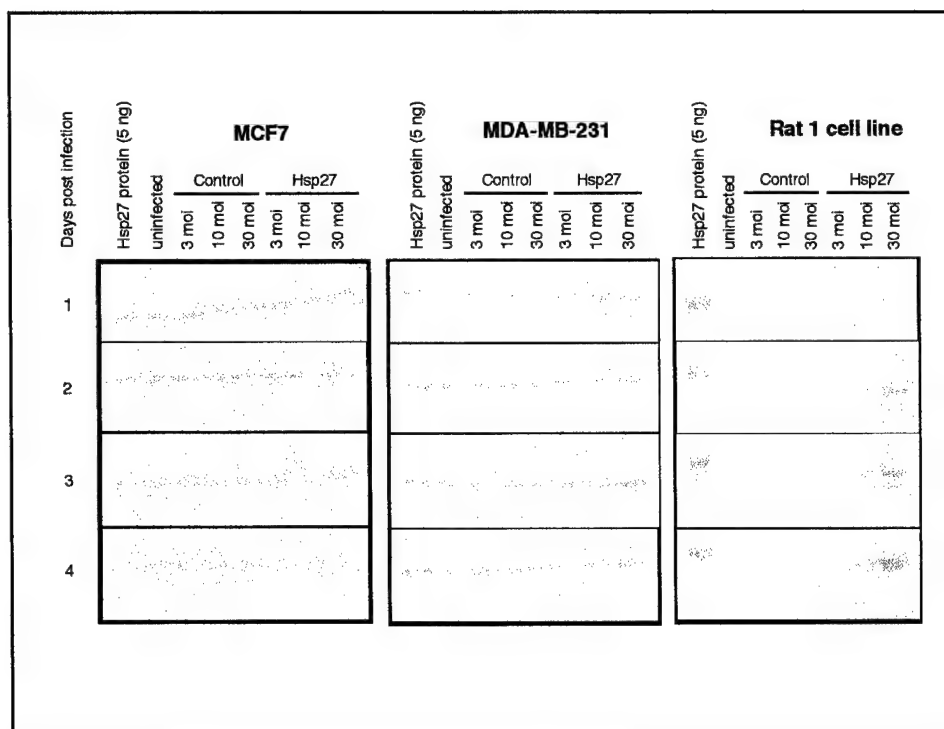 Days post infection
Hsp27 protein (5 ng)
uninfected
MCF7
Control
Hsp27
3 moi
10 moi
30 moi
3 moi
10 moi
30 moi
Hsp27 protein (5 ng)
uninfected
MDA-MB-231
Control
Hsp27
3 moi
10 moi
30 moi
3 moi
10 moi
30 moi
Hsp27 protein (5 ng)
uninfected
Rat 1 cell line
Control
Hsp27
3 moi
10 moi
30 moi
3 moi
10 moi
30 moi
1
2
3
4